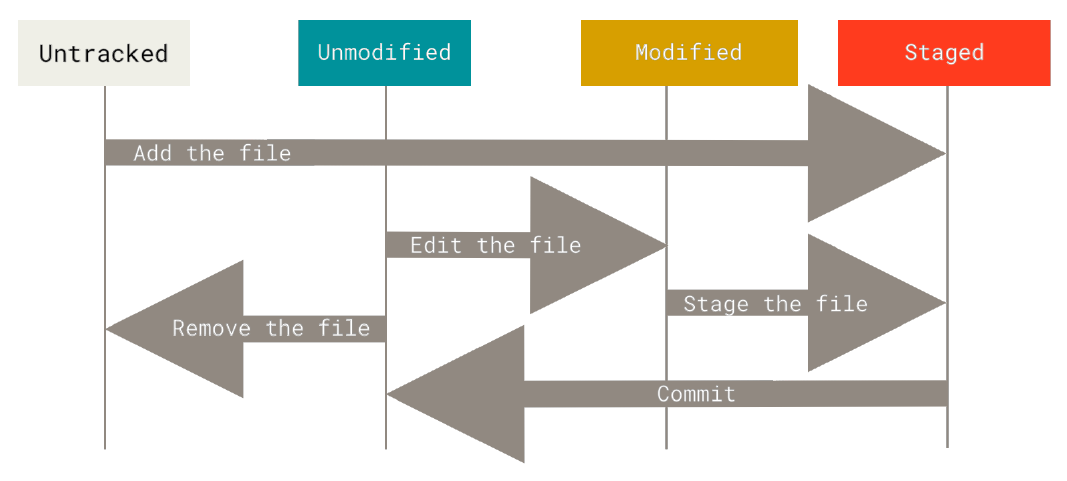 Untracked
Unmodified
Modified
Staged
Add the file
Edit the file
Stage the file
Remove the file
Commit